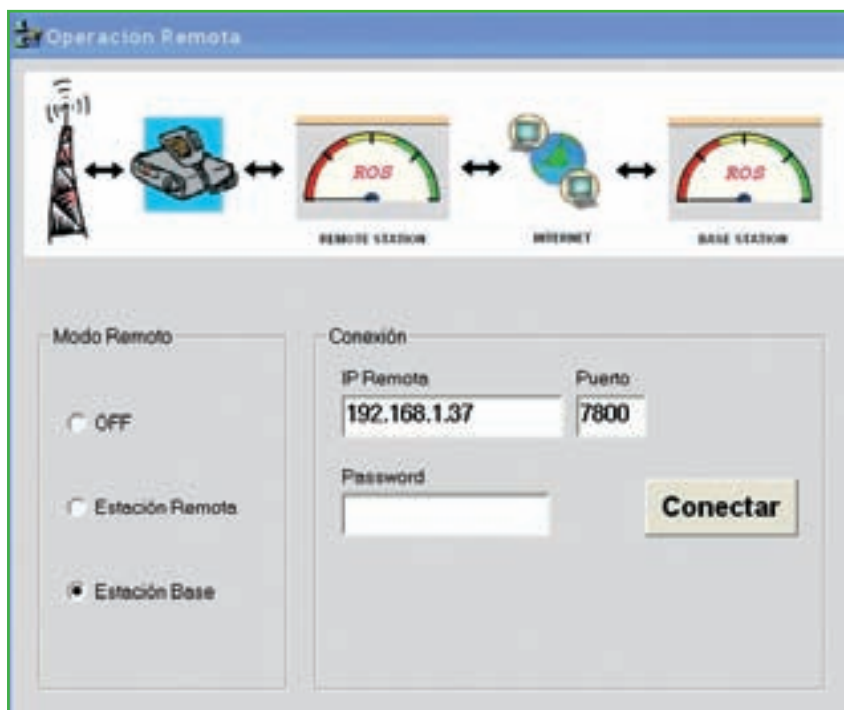 Operación Remota
ROS
ROS
REMOTE STATION
INTERNET
BASE STATION
Modo Remoto
OFF
Estación Remota
Estación Base
Conexión
IP Remota
Puerto
192.168.1.37
7800
Password
Conectar